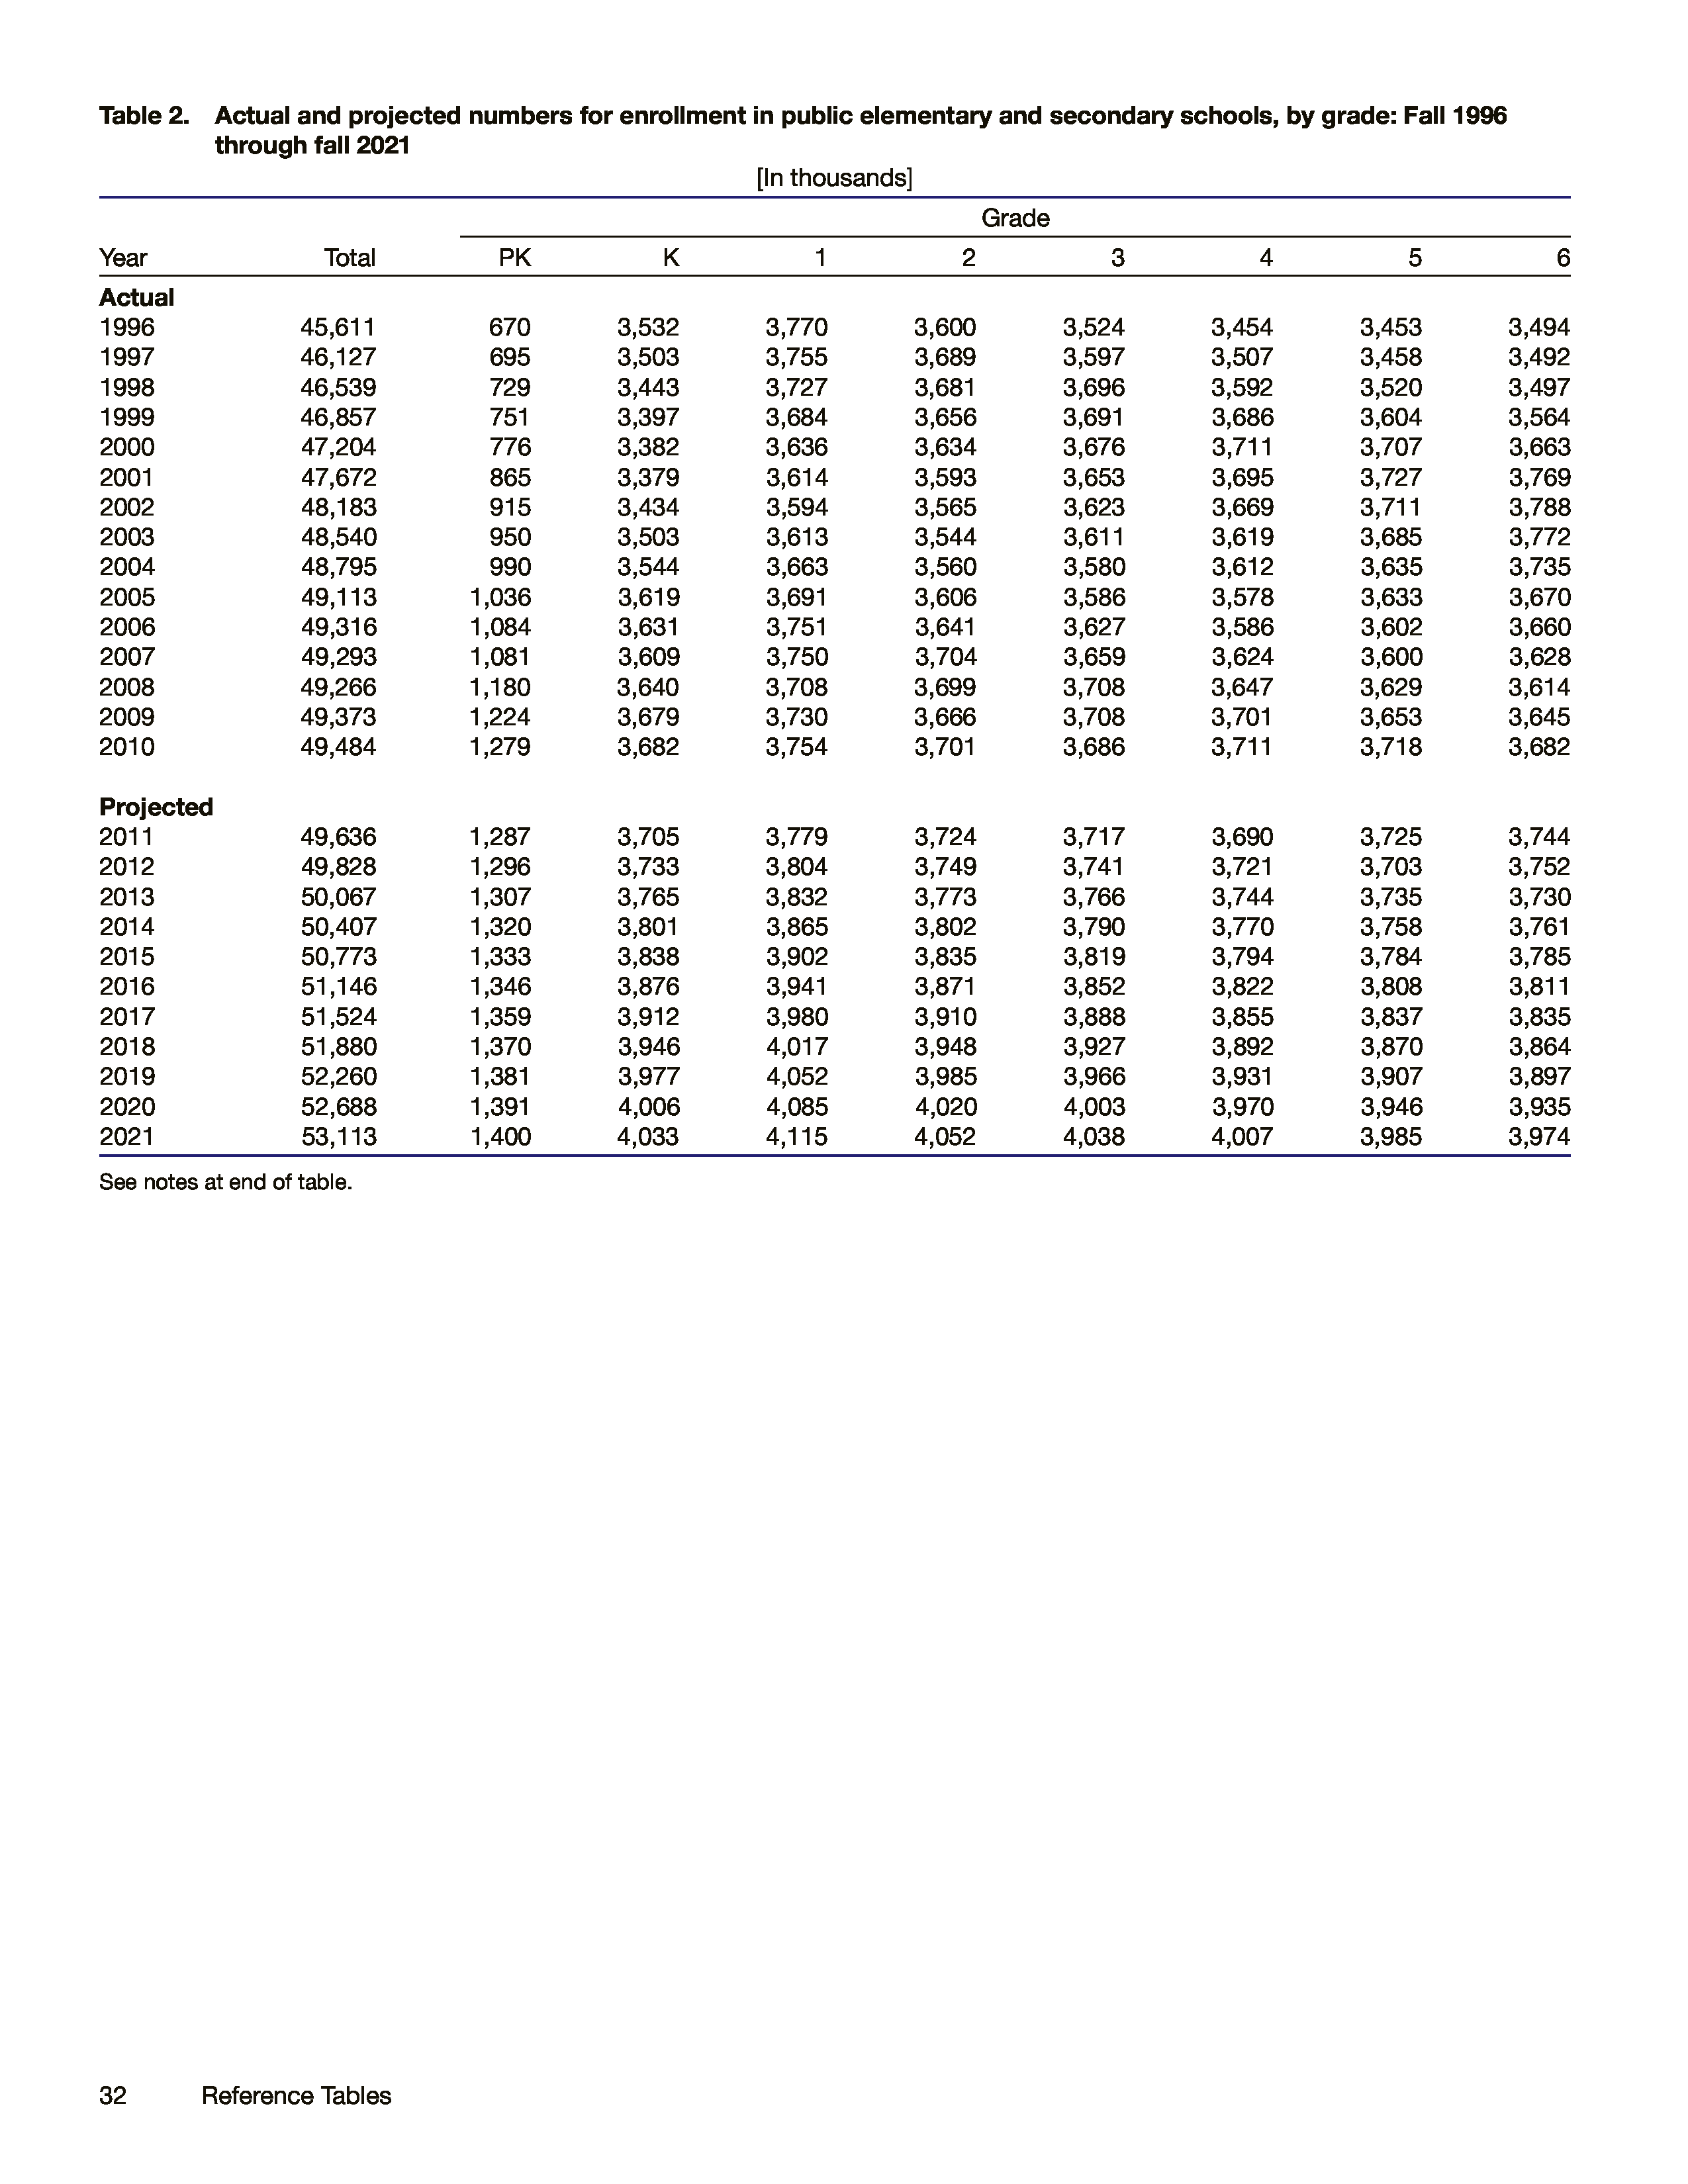 Table 2. Actual and projected numbers for enrollment in public elementary and secondary schools, by grade: Fall 1996
through fall 2021
[In thousands]
Grade
Year Total PK K 1 2 3 4 5 6
Actual
1996 45,611 670 3,532 3,770 3,600 3,524 3,454 3,453 3,494
1997 46,127 695 3,503 3,755 3,689 3,597 3,507 3,458 3,492
1998 46,539 729 3,443 3,727 3,681 3,696 3,592 3,520 3,497
1999 46,857 751 3,397 3,684 3,656 3,691 3,686 3,604 3,564
2000 47,204 776 3,382 3,636 3,634 3,676 3,711 3,707 3,663
2001 47,672 865 3,379 3,614 3,593 3,653 3,695 3,727 3,769
2002 48,183 915 3,434 3,594 3,565 3,623 3,669 3,711 3,788
2003 48,540 950 3,503 3,613 3,544 3,611 3,619 3,685 3,772
2004 48,795 990 3,544 3,663 3,560 3,580 3,612 3,635 3,735
2005 49,113 1,036 3,619 3,691 3,606 3,586 3,578 3,633 3,670
2006 49,316 1,084 3,631 3,751 3,641 3,627 3,586 3,602 3,660
2007 49,293 1,081 3,609 3,750 3,704 3,659 3,624 3,600 3,628
2008 49,266 1,180 3,640 3,708 3,699 3,708 3,647 3,629 3,614
2009 49,373 1,224 3,679 3,730 3,666 3,708 3,701 3,653 3,645
2010 49,484 1,279 3,682 3,754 3,701 3,686 3,711 3,718 3,682
Projected
2011 49,636 1,287 3,705 3,779 3,724 3,717 3,690 3,725 3,744
2012 49,828 1,296 3,733 3,804 3,749 3,741 3,721 3,703 3,752
2013 50,067 1,307 3,765 3,832 3,773 3,766 3,744 3,735 3,730
2014 50,407 1,320 3,801 3,865 3,802 3,790 3,770 3,758 3,761
2015 50,773 1,333 3,838 3,902 3,835 3,819 3,794 3,784 3,785
2016 51,146 1,346 3,876 3,941 3,871 3,852 3,822 3,808 3,811
2017 51,524 1,359 3,912 3,980 3,910 3,888 3,855 3,837 3,835
2018 51,880 1,370 3,946 4,017 3,948 3,927 3,892 3,870 3,864
2019 52,260 1,381 3,977 4,052 3,985 3,966 3,931 3,907 3,897
2020 52,688 1,391 4,006 4,085 4,020 4,003 3,970 3,946 3,935
2021 53,113 1,400 4,033 4,115 4,052 4,038 4,007 3,985 3,974
See notes at end of table.
32 Reference Tables